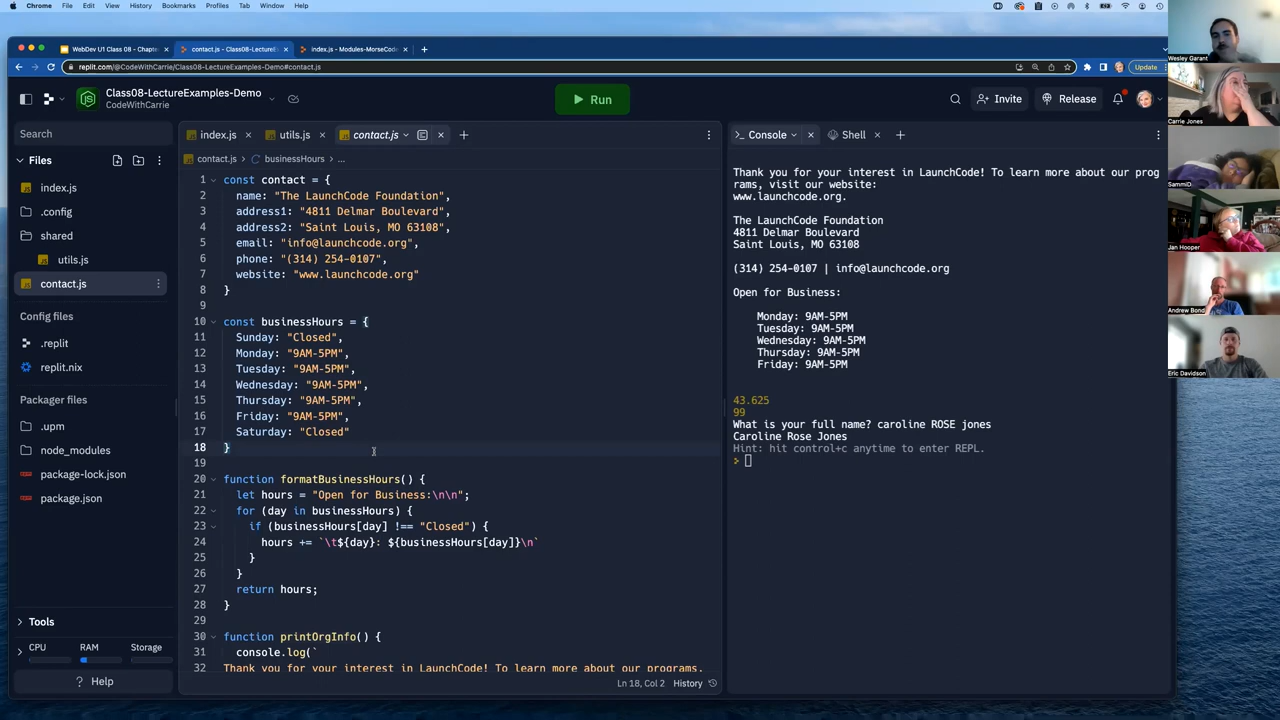 Chrome File Edit View History Bookmarks Profiles Tab Window Help
WebDev U1 Class 08 - Chapte
contact.js - Class08-LectureEx
index.js - Modules-MorseCode
replit.com/@CodeWithCarrie/Class08-LectureExamples-Demo#contact.js
Update
Class08-LectureExamples-Demo
CodeWithCarrie
Run
Invite
Release
Search
Files
index.js
.config
shared
utils.js
contact.js
Config files
.replit
replit.nix
Packager files
.upm
node_modules
package-lock.json
package.json
Tools
CPU RAM Storage
? Help
index.js utils.js contact.js
contact.js > businessHours > ...
1 const contact = {
2 name: "The LaunchCode Foundation",
3 address1: "4811 Delmar Boulevard",
4 address2: "Saint Louis, MO 63108",
5 email: "info@launchcode.org",
6 phone: "(314) 254-0107",
7 website: "www.launchcode.org"
8 }
9
10 const businessHours = {
11 Sunday: "Closed",
12 Monday: "9AM-5PM",
13 Tuesday: "9AM-5PM",
14 Wednesday: "9AM-5PM",
15 Thursday: "9AM-5PM",
16 Friday: "9AM-5PM",
17 Saturday: "Closed"
18 }
19
20 function formatBusinessHours() {
21 let hours = "Open for Business:\n\n";
22 for (day in businessHours) {
23 if (businessHours[day] !== "Closed") {
24 hours += `\t${day}: ${businessHours[day]}\n`
25 }
26 }
27 return hours;
28 }
29
30 function printOrgInfo() {
31 console.log(`
32 Thank you for your interest in LaunchCode! To learn more about our programs,
Ln 18, Col 2 History
Console Shell
Thank you for your interest in LaunchCode! To learn more about our prog
rams, visit our website:
www.launchcode.org.
The LaunchCode Foundation
4811 Delmar Boulevard
Saint Louis, MO 63108
(314) 254-0107 | info@launchcode.org
Open for Business:
Monday: 9AM-5PM
Tuesday: 9AM-5PM
Wednesday: 9AM-5PM
Thursday: 9AM-5PM
Friday: 9AM-5PM
43.625
99
What is your full name? caroline ROSE jones
Caroline Rose Jones
Hint: hit control+c anytime to enter REPL.
>
Wesley Garant
Carrie Jones
SammiD
Jan Hooper
Andrew Bond
Eric Davidson